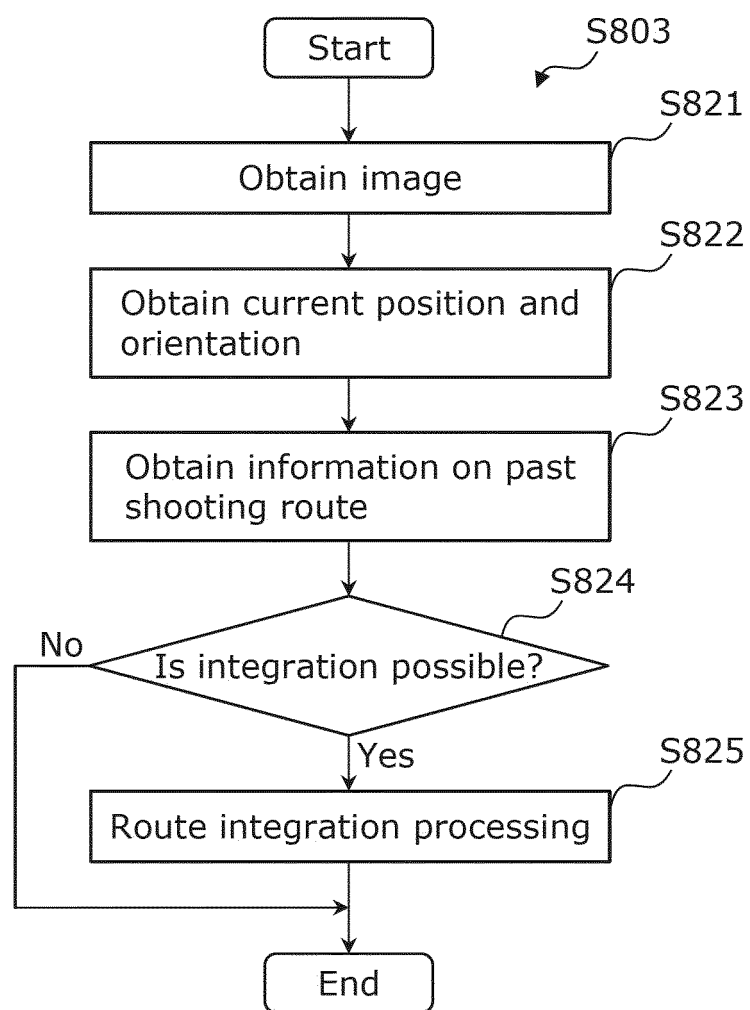 Start
S803
S821
Obtain image
S822
Obtain current position and
orientation
S823
Obtain information on past
shooting route
S824
No
Is integration possible?
Yes
S825
Route integration processing
End